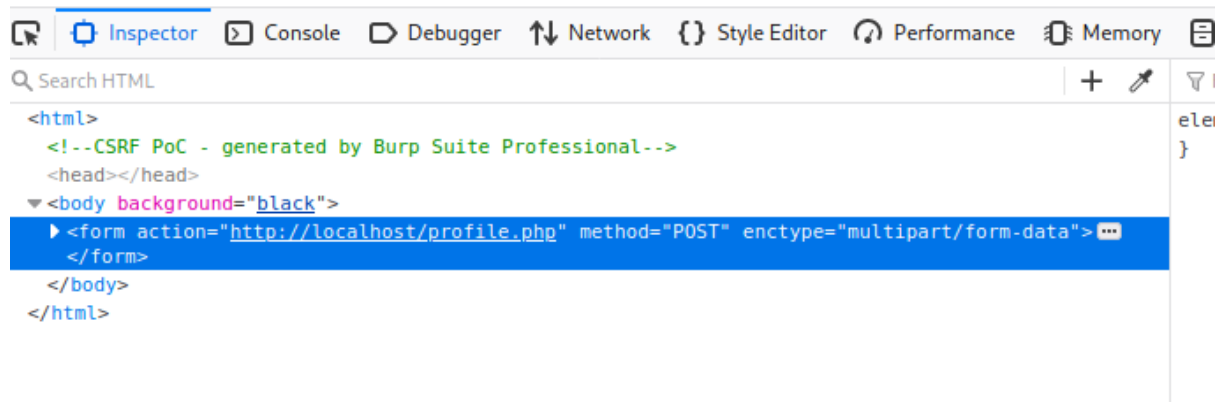 Inspector Console Debugger Network Style Editor Performance Memory
Search HTML
<html>
<!--CSRF PoC - generated by Burp Suite Professional-->
<head></head>
<body background="black">
<form action="http://localhost/profile.php" method="POST" enctype="multipart/form-data">
</form>
</body>
</html>
}